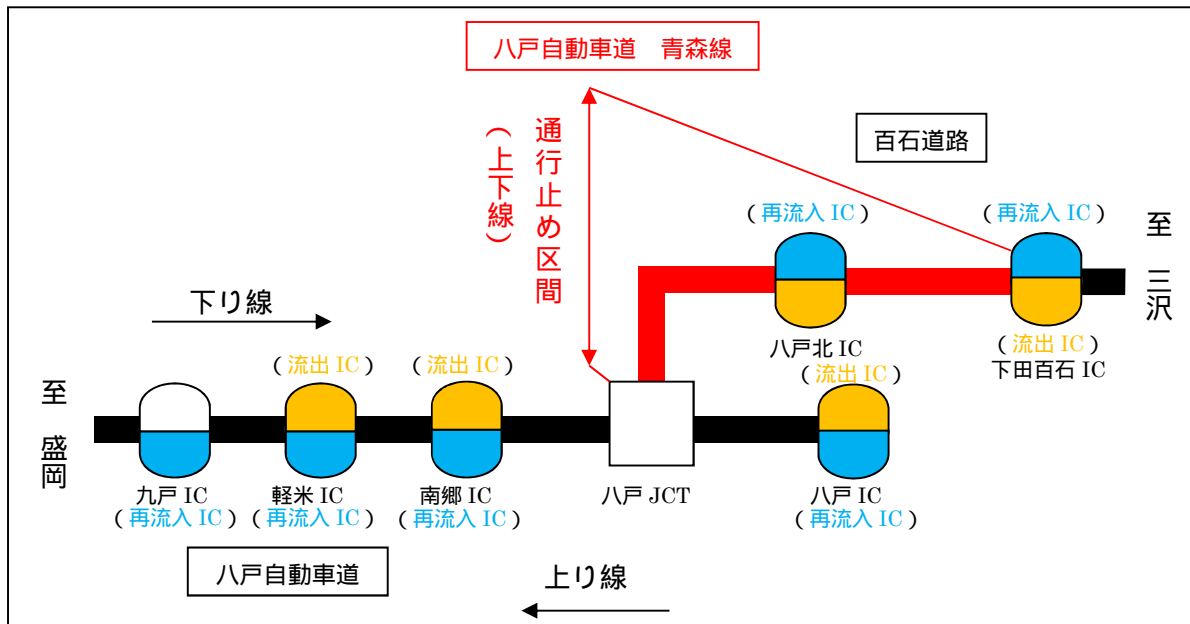 八戸自動車道　青森線
通行止め区間
(上下線)
百石道路
(再流入 IC)
(再流入 IC)
至　三沢
下り線
八戸北 IC
(流出 IC)
下田百石 IC
(流出 IC)
(流出 IC)
(流出 IC)
至　盛岡
九戸 IC
(再流入 IC)
軽米 IC
(再流入 IC)
南郷 IC
(再流入 IC)
八戸 JCT
八戸 IC
(再流入 IC)
八戸自動車道
上り線